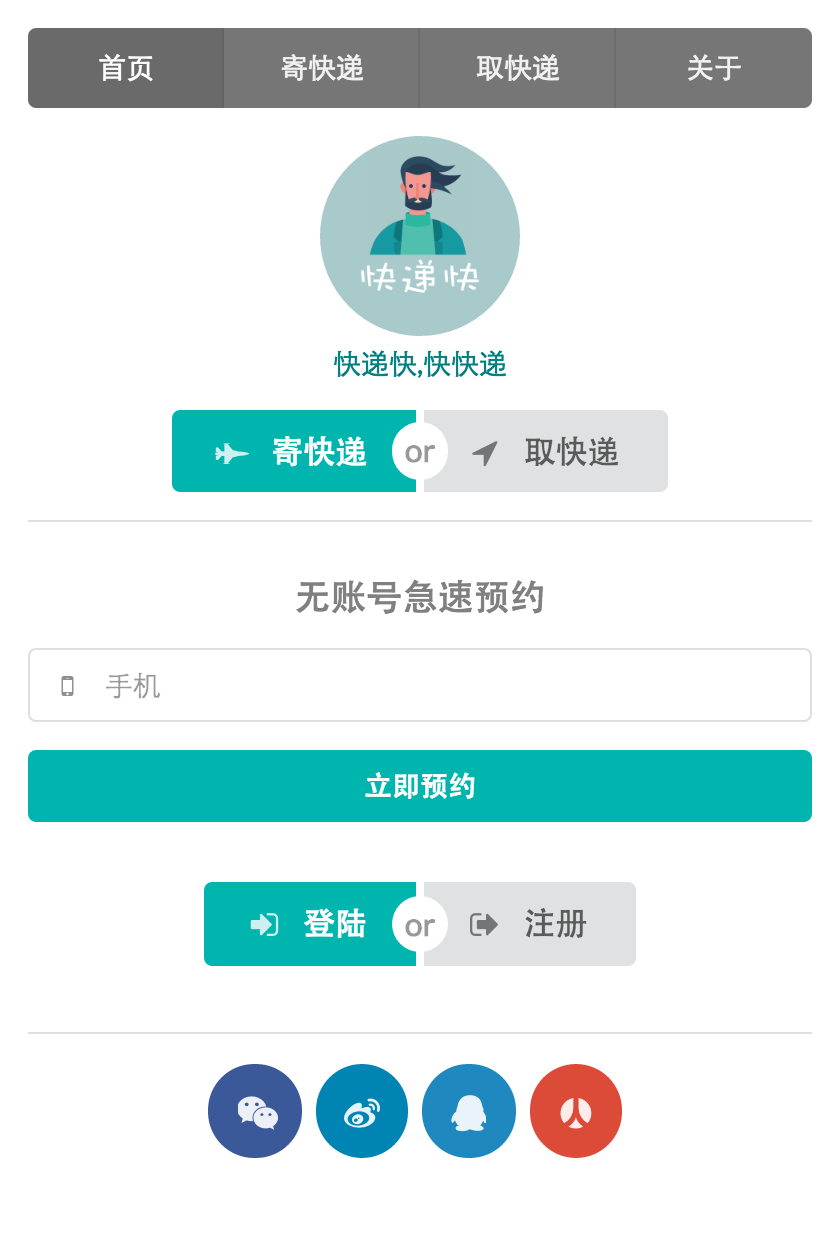 首页 寄快递 取快递 关于
快递快
快递快,快快递
寄快递 or 取快递
无账号急速预约
手机
立即预约
登陆 or 注册